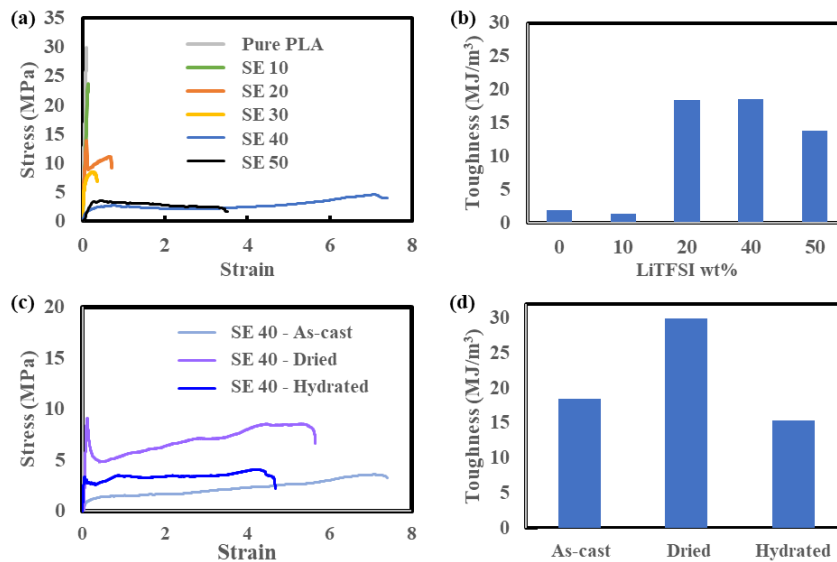 (a)
35
30
25
20
15
10
5
0
Stress (MPa)
Pure PLA
SE 10
SE 20
SE 30
SE 40
SE 50
0 2 4 6 8
Strain
(b)
30
25
20
15
10
5
0
Toughness (MJ/m³)
0 10 20 40 50
LiTFSI wt%
(c)
20
15
10
5
0
Stress (MPa)
SE 40 - As-cast
SE 40 - Dried
SE 40 - Hydrated
0 2 4 6 8
Strain
(d)
30
25
20
15
10
5
0
Toughness (MJ/m³)
As-cast Dried Hydrated